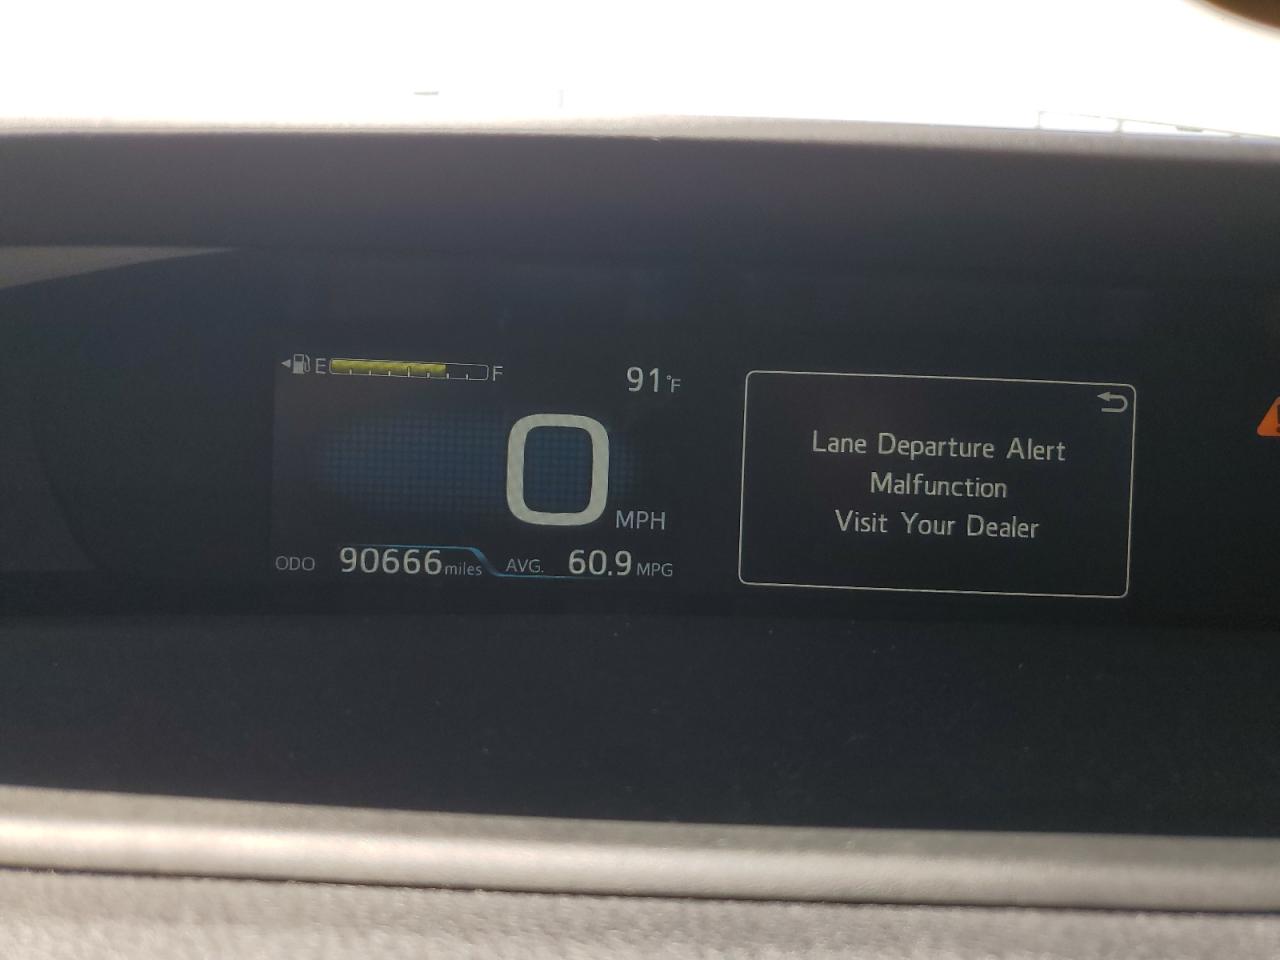 E F
91°F
0 MPH
ODO 90666 miles AVG. 60.9 MPG
Lane Departure Alert
Malfunction
Visit Your Dealer